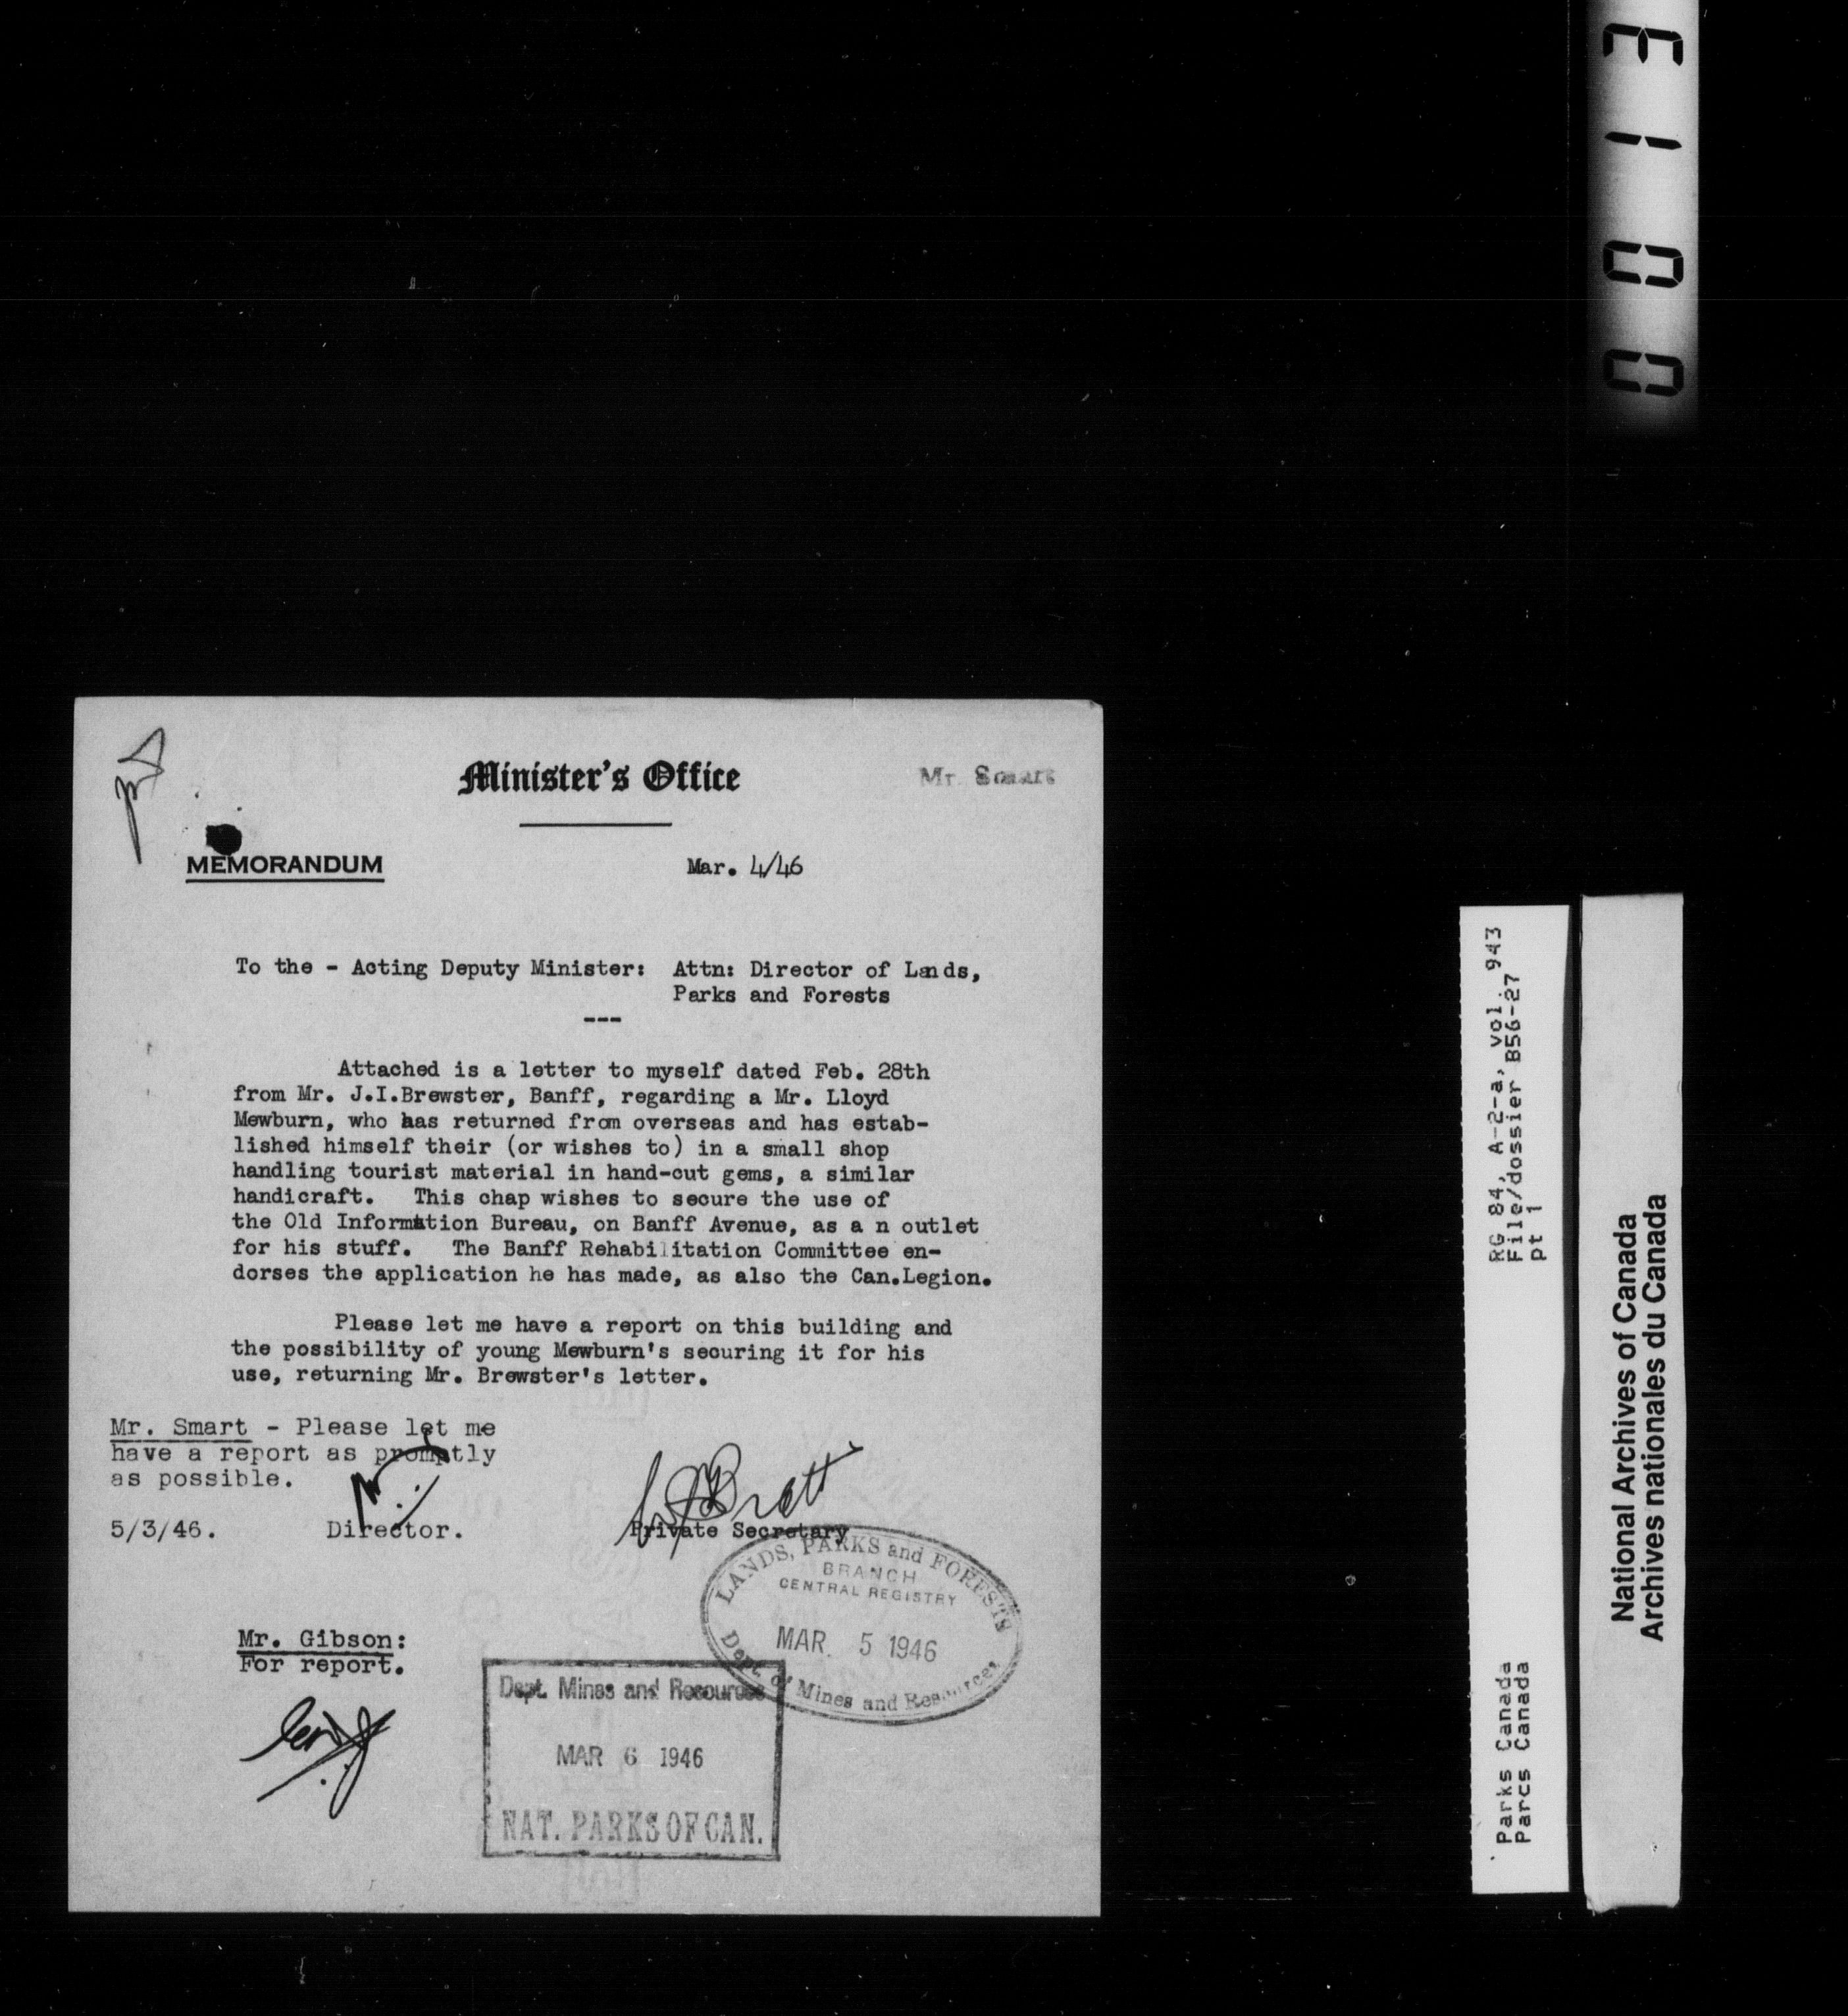 Minister's Office
Mr. Smart
MEMORANDUM
Mar. 4/46
To the - Acting Deputy Minister: Attn: Director of Lands,
Parks and Forests
---
Attached is a letter to myself dated Feb. 28th
from Mr. J.I.Brewster, Banff, regarding a Mr. Lloyd
Mewburn, who has returned from overseas and has estab-
lished himself their (or wishes to) in a small shop
handling tourist material in hand-cut gems, a similar
handicraft. This chap wishes to secure the use of
the Old Information Bureau, on Banff Avenue, as a n outlet
for his stuff. The Banff Rehabilitation Committee en-
dorses the application he has made, as also the Can.Legion.
Please let me have a report on this building and
the possibility of young Mewburn's securing it for his
use, returning Mr. Brewster's letter.
Mr. Smart - Please let me
have a report as promptly
as possible.
5/3/46. Director.
Private Secretary
LANDS, PARKS and FORESTS
BRANCH
CENTRAL REGISTRY
MAR. 5 1946
Dept. of Mines and Resources
Mr. Gibson:
For report.
Dept. Mines and Resources
MAR 6 1946
NAT. PARKS OF CAN.
0013
RG 84, A-2-a, vol. 943
File/dossier B56-27
pt 1
Parks Canada
Parcs Canada
National Archives of Canada
Archives nationales du Canada